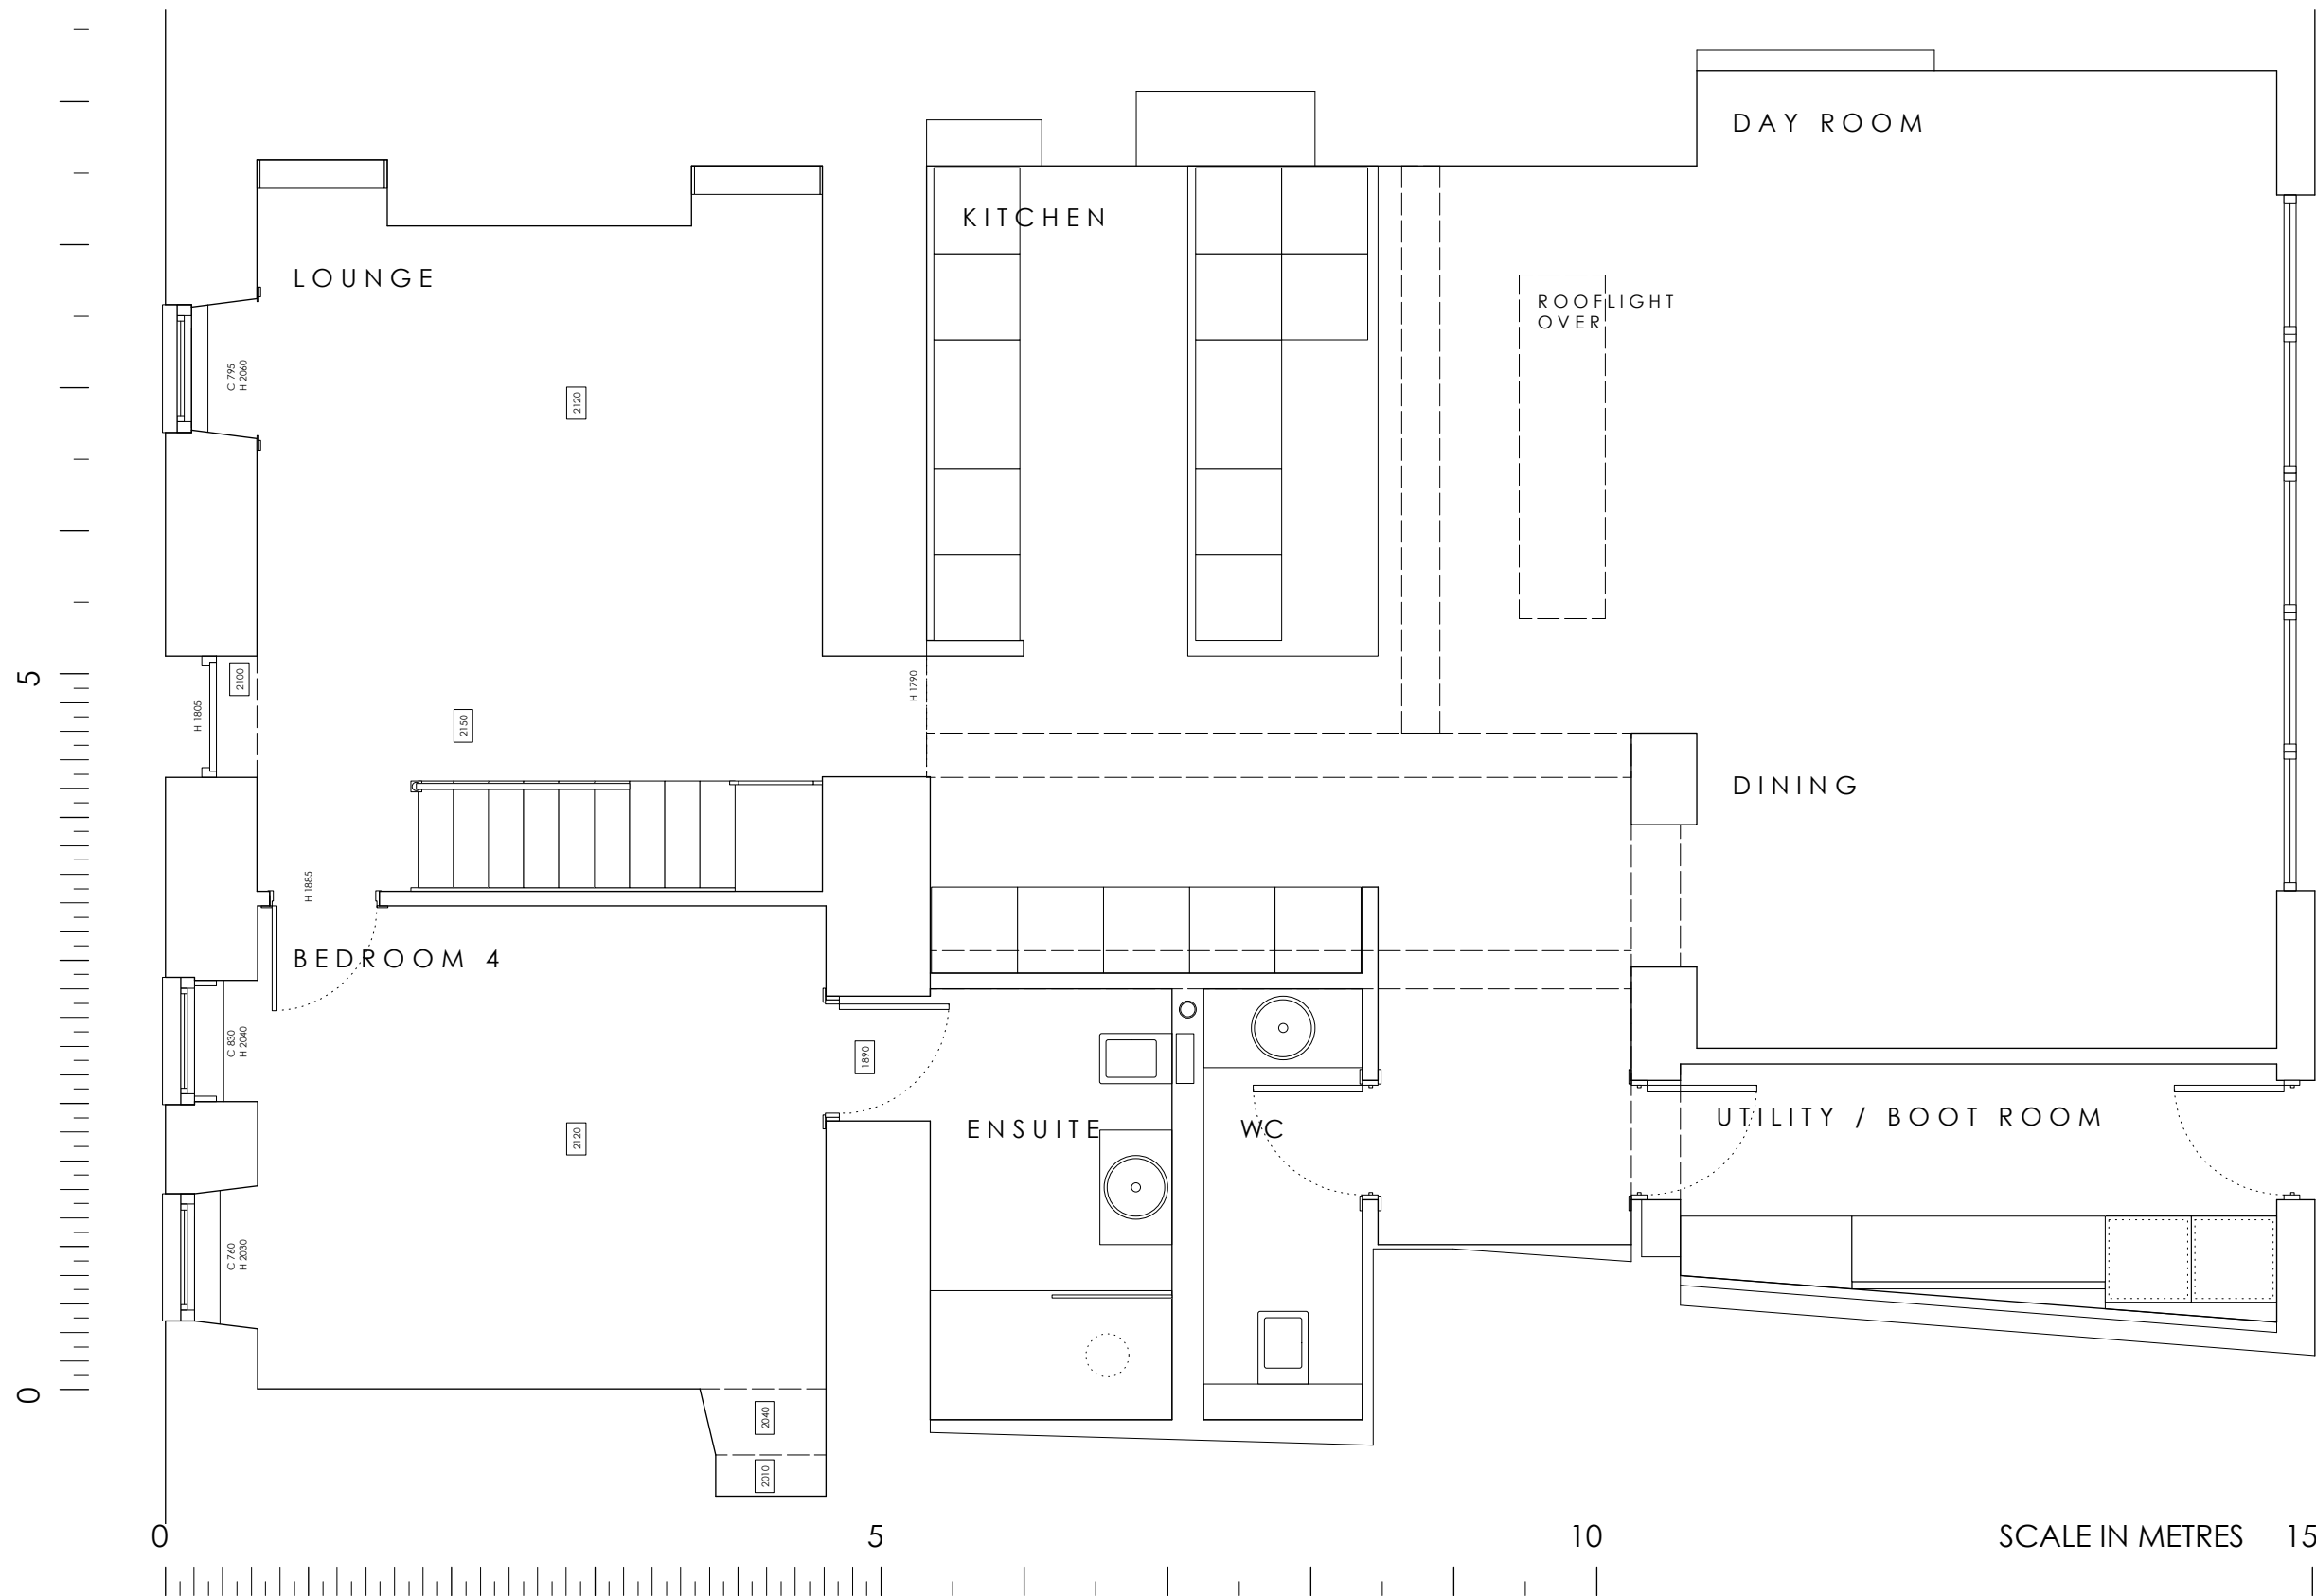 DAY ROOM
KITCHEN
LOUNGE
ROOFLIGHT
OVER
C 795
H 2060
2120
5
2100
H 1790
H 1805
2150
DINING
H 1885
BEDROOM 4
C 830
H 2040
1890
ENSUITE
WC
UTILITY / BOOT ROOM
2120
C 760
H 2030
0
2040
2010
0
5
10
SCALE IN METRES
15